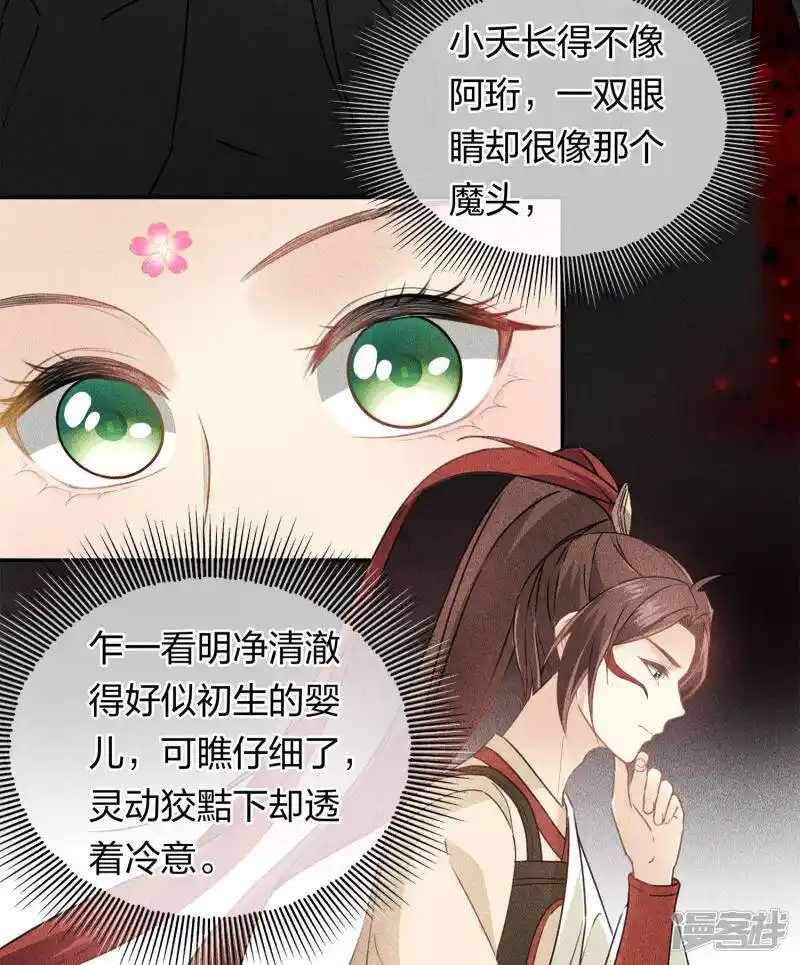 小夭长得不像
阿珩，一双眼
睛却很像那个
魔头，
乍一看明净清澈
得好似初生的婴
儿，可瞧仔细了，
灵动狡黠下却透
着冷意。
漫客栈